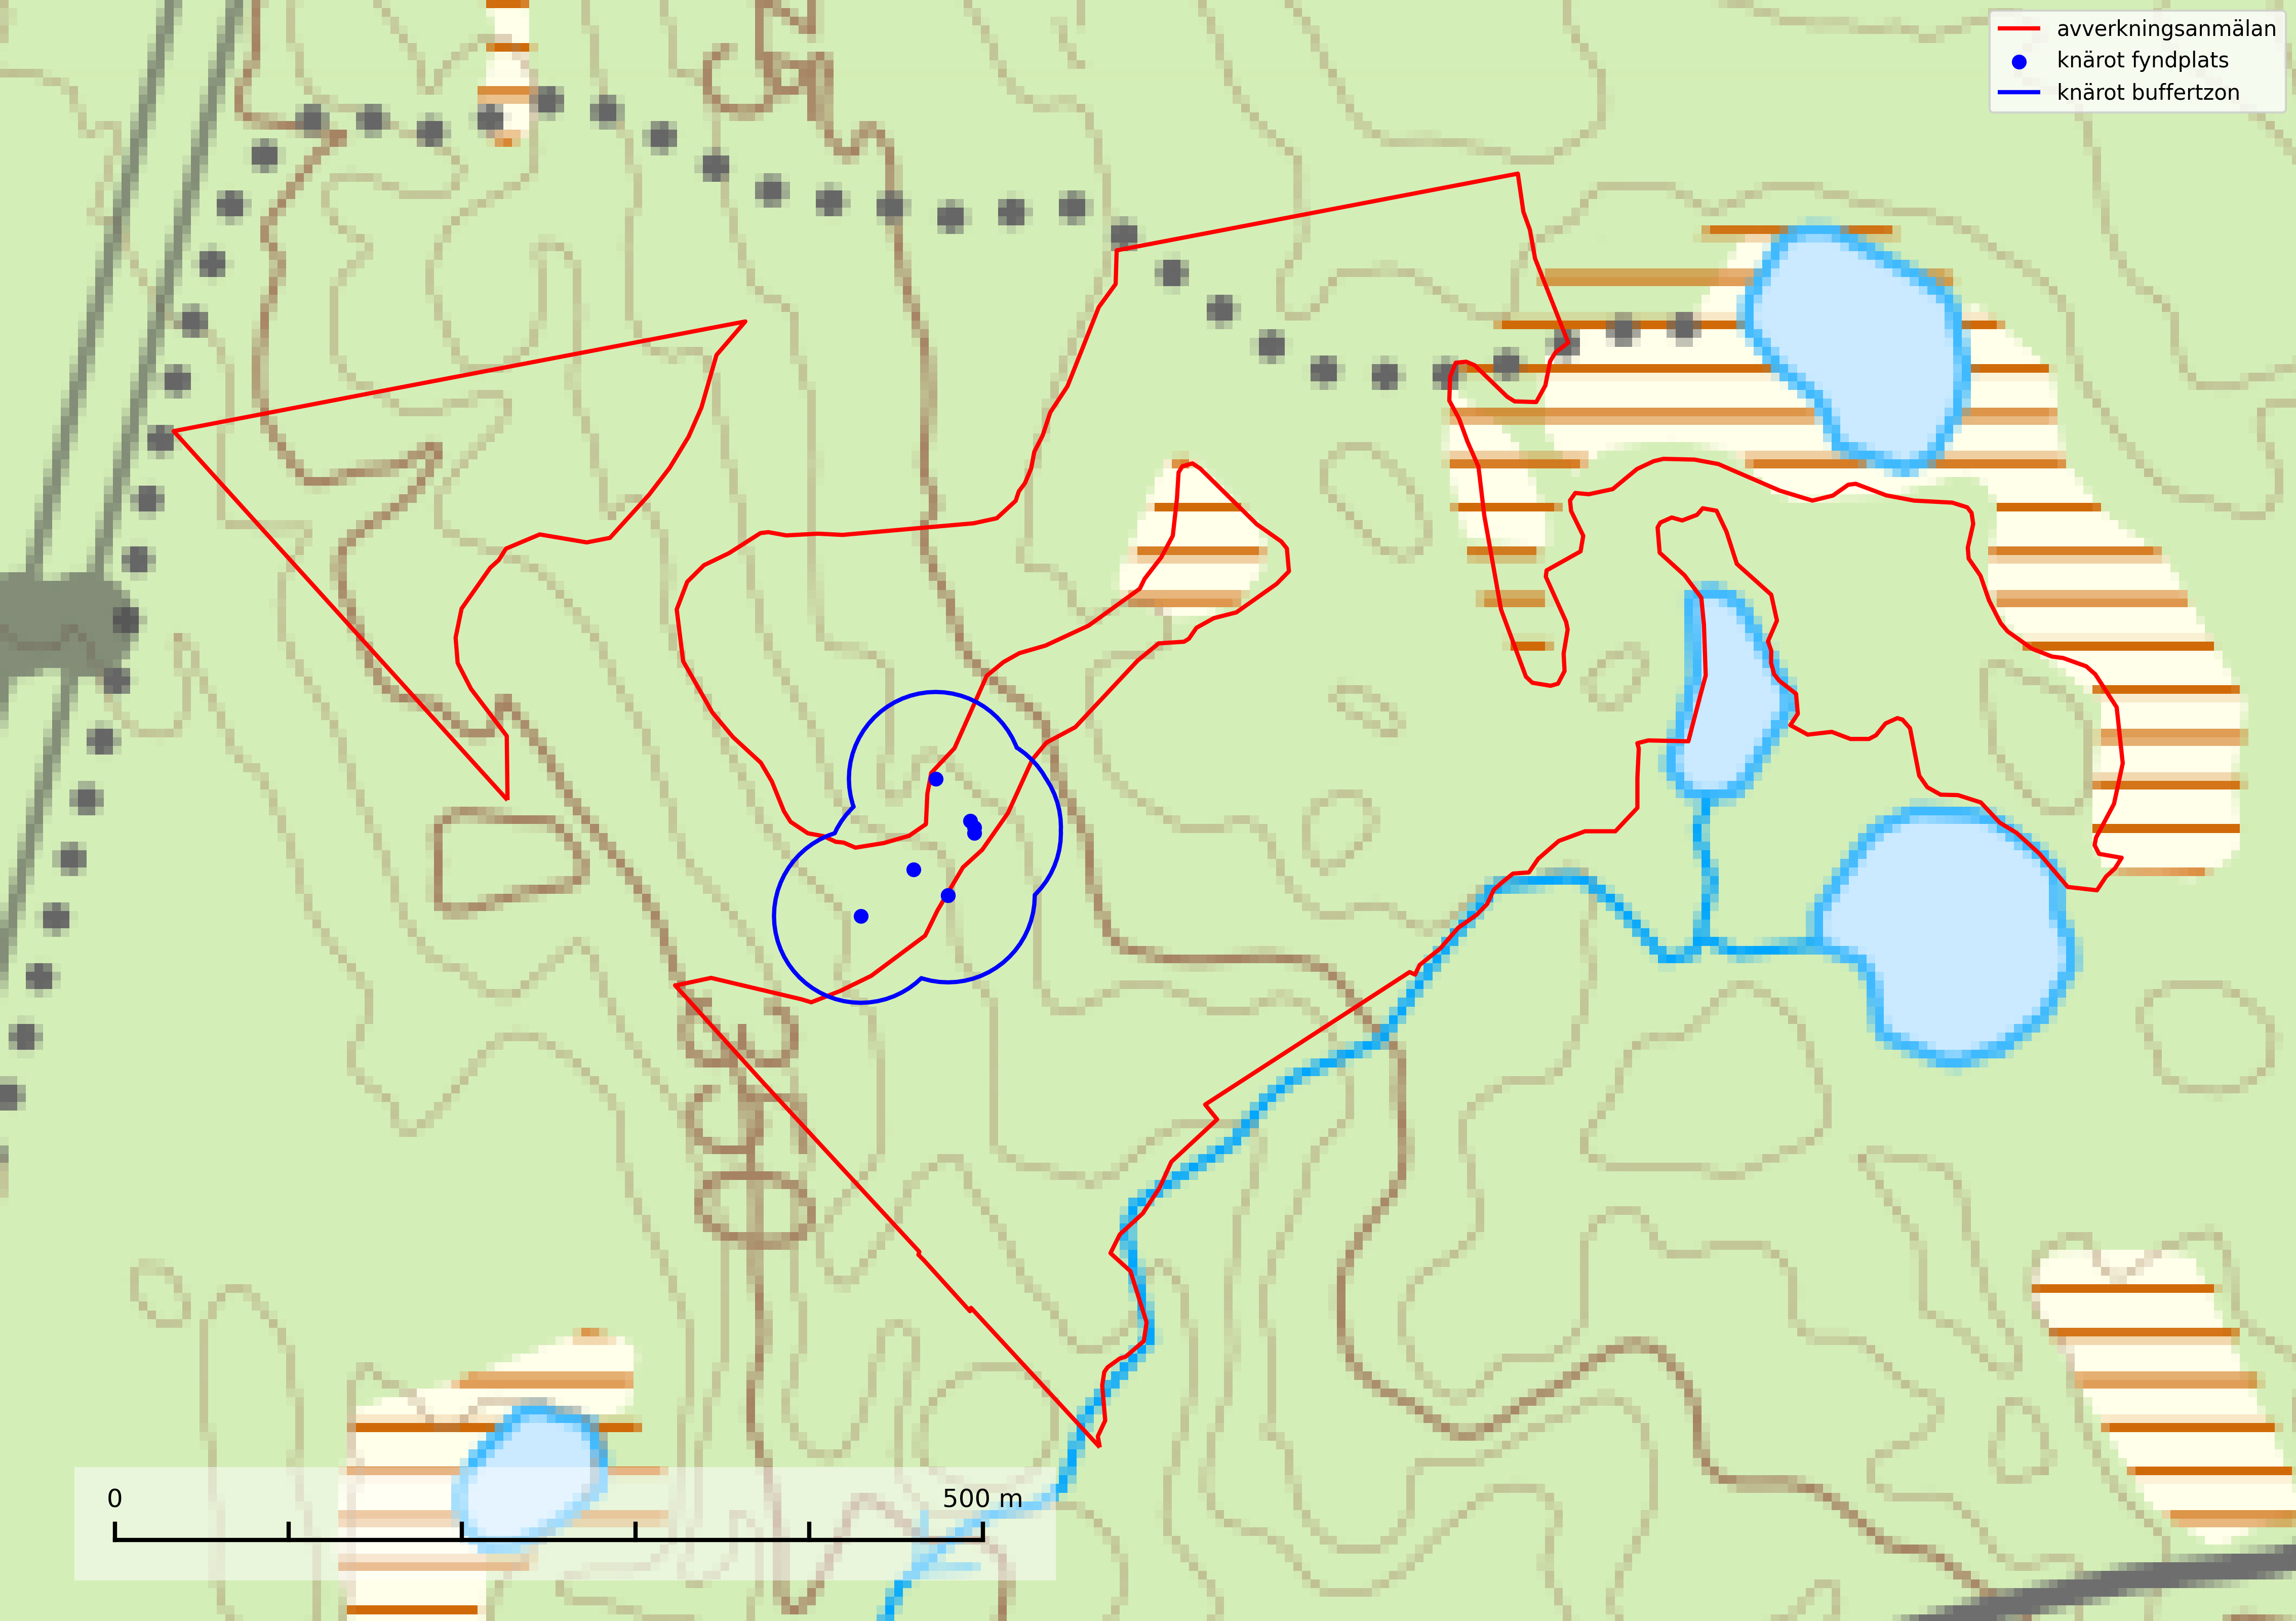 avverkningsanmälan
knärot fyndplats
knärot buffertzon
0 500 m